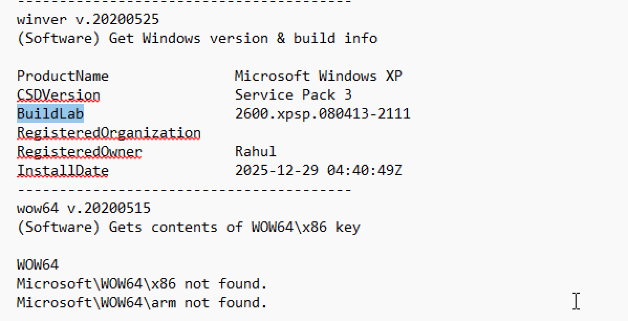 ----------------------------------------
winver v.20200525
(Software) Get Windows version & build info
ProductName Microsoft Windows XP
CSDVersion Service Pack 3
BuildLab 2600.xpsp.080413-2111
RegisteredOrganization
RegisteredOwner Rahul
InstallDate 2025-12-29 04:40:49Z
----------------------------------------
wow64 v.20200515
(Software) Gets contents of WOW64\x86 key
WOW64
Microsoft\WOW64\x86 not found.
Microsoft\WOW64\arm not found.